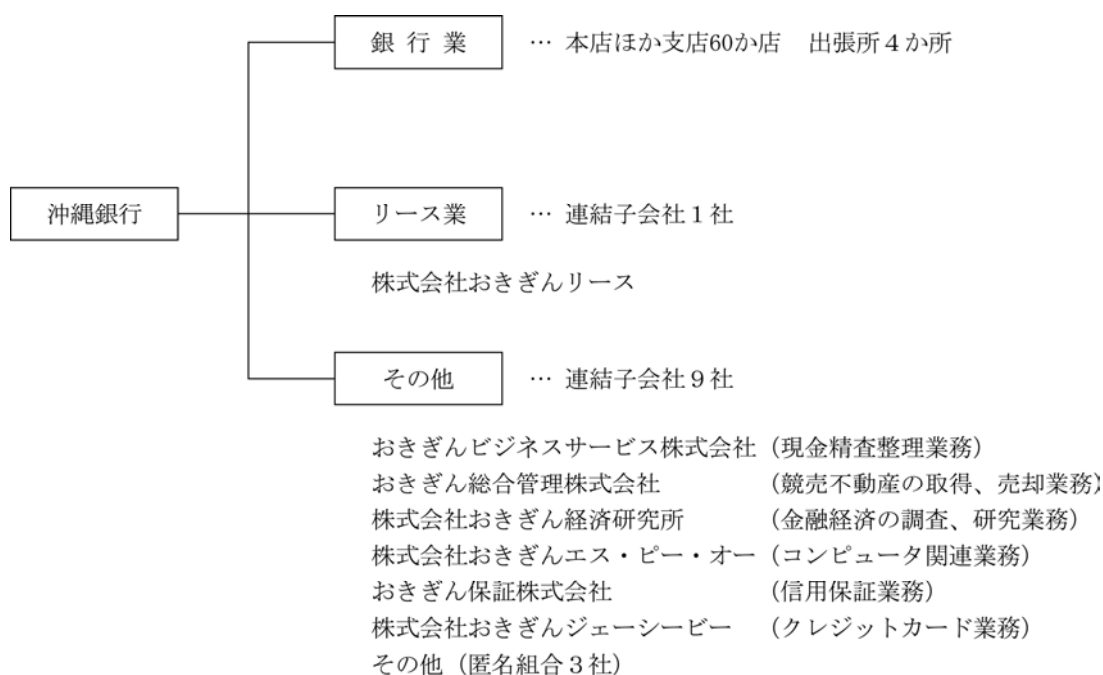 銀行業 … 本店ほか支店60か店 出張所4か所
沖縄銀行
リース業 … 連結子会社1社
株式会社おきぎんリース
その他 … 連結子会社9社
おきぎんビジネスサービス株式会社（現金精査整理業務）
おきぎん総合管理株式会社（競売不動産の取得、売却業務）
株式会社おきぎん経済研究所（金融経済の調査、研究業務）
株式会社おきぎんエス・ピー・オー（コンピュータ関連業務）
おきぎん保証株式会社（信用保証業務）
株式会社おきぎんジェーシービー（クレジットカード業務）
その他（匿名組合3社）